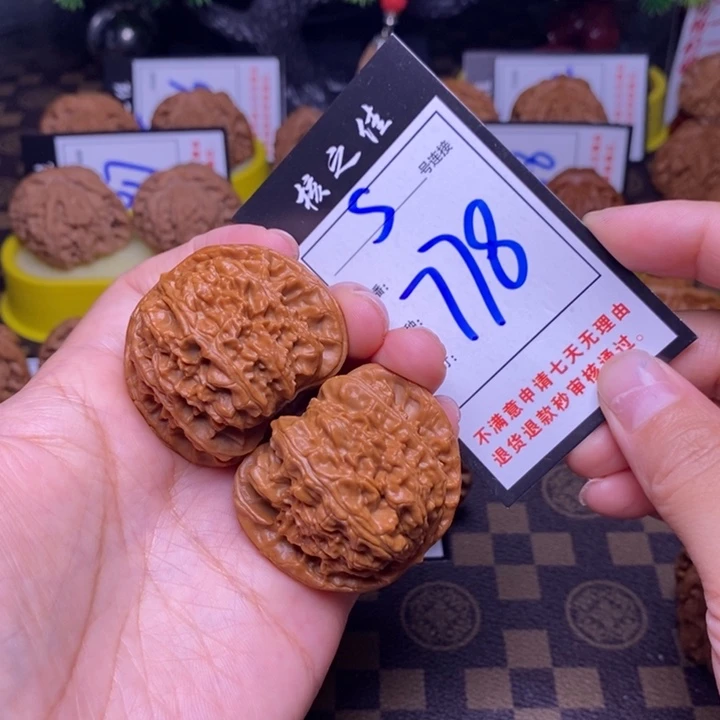 核之佳
S 号连接
778
不满意申请七天无理由
退货退款秒审核通过。